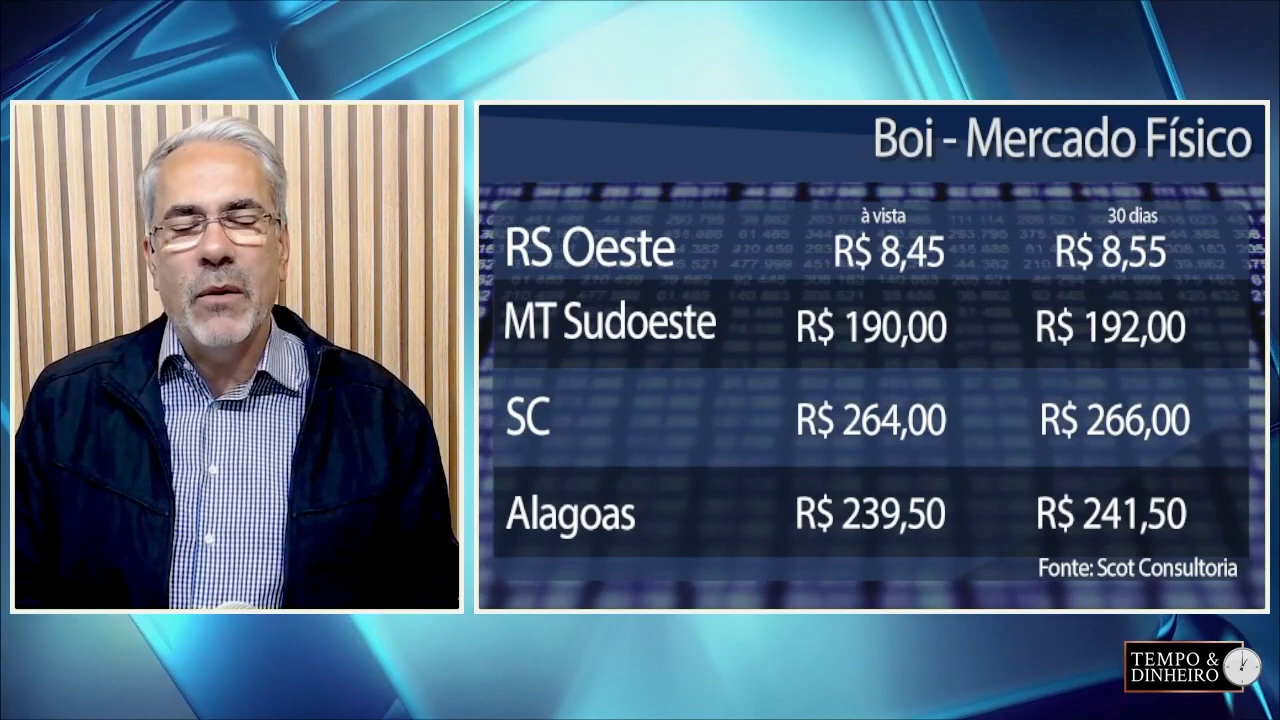 Boi - Mercado Físico
à vista 30 dias
RS Oeste R$ 8,45 R$ 8,55
MT Sudoeste R$ 190,00 R$ 192,00
SC R$ 264,00 R$ 266,00
Alagoas R$ 239,50 R$ 241,50
Fonte: Scot Consultoria
TEMPO &
DINHEIRO